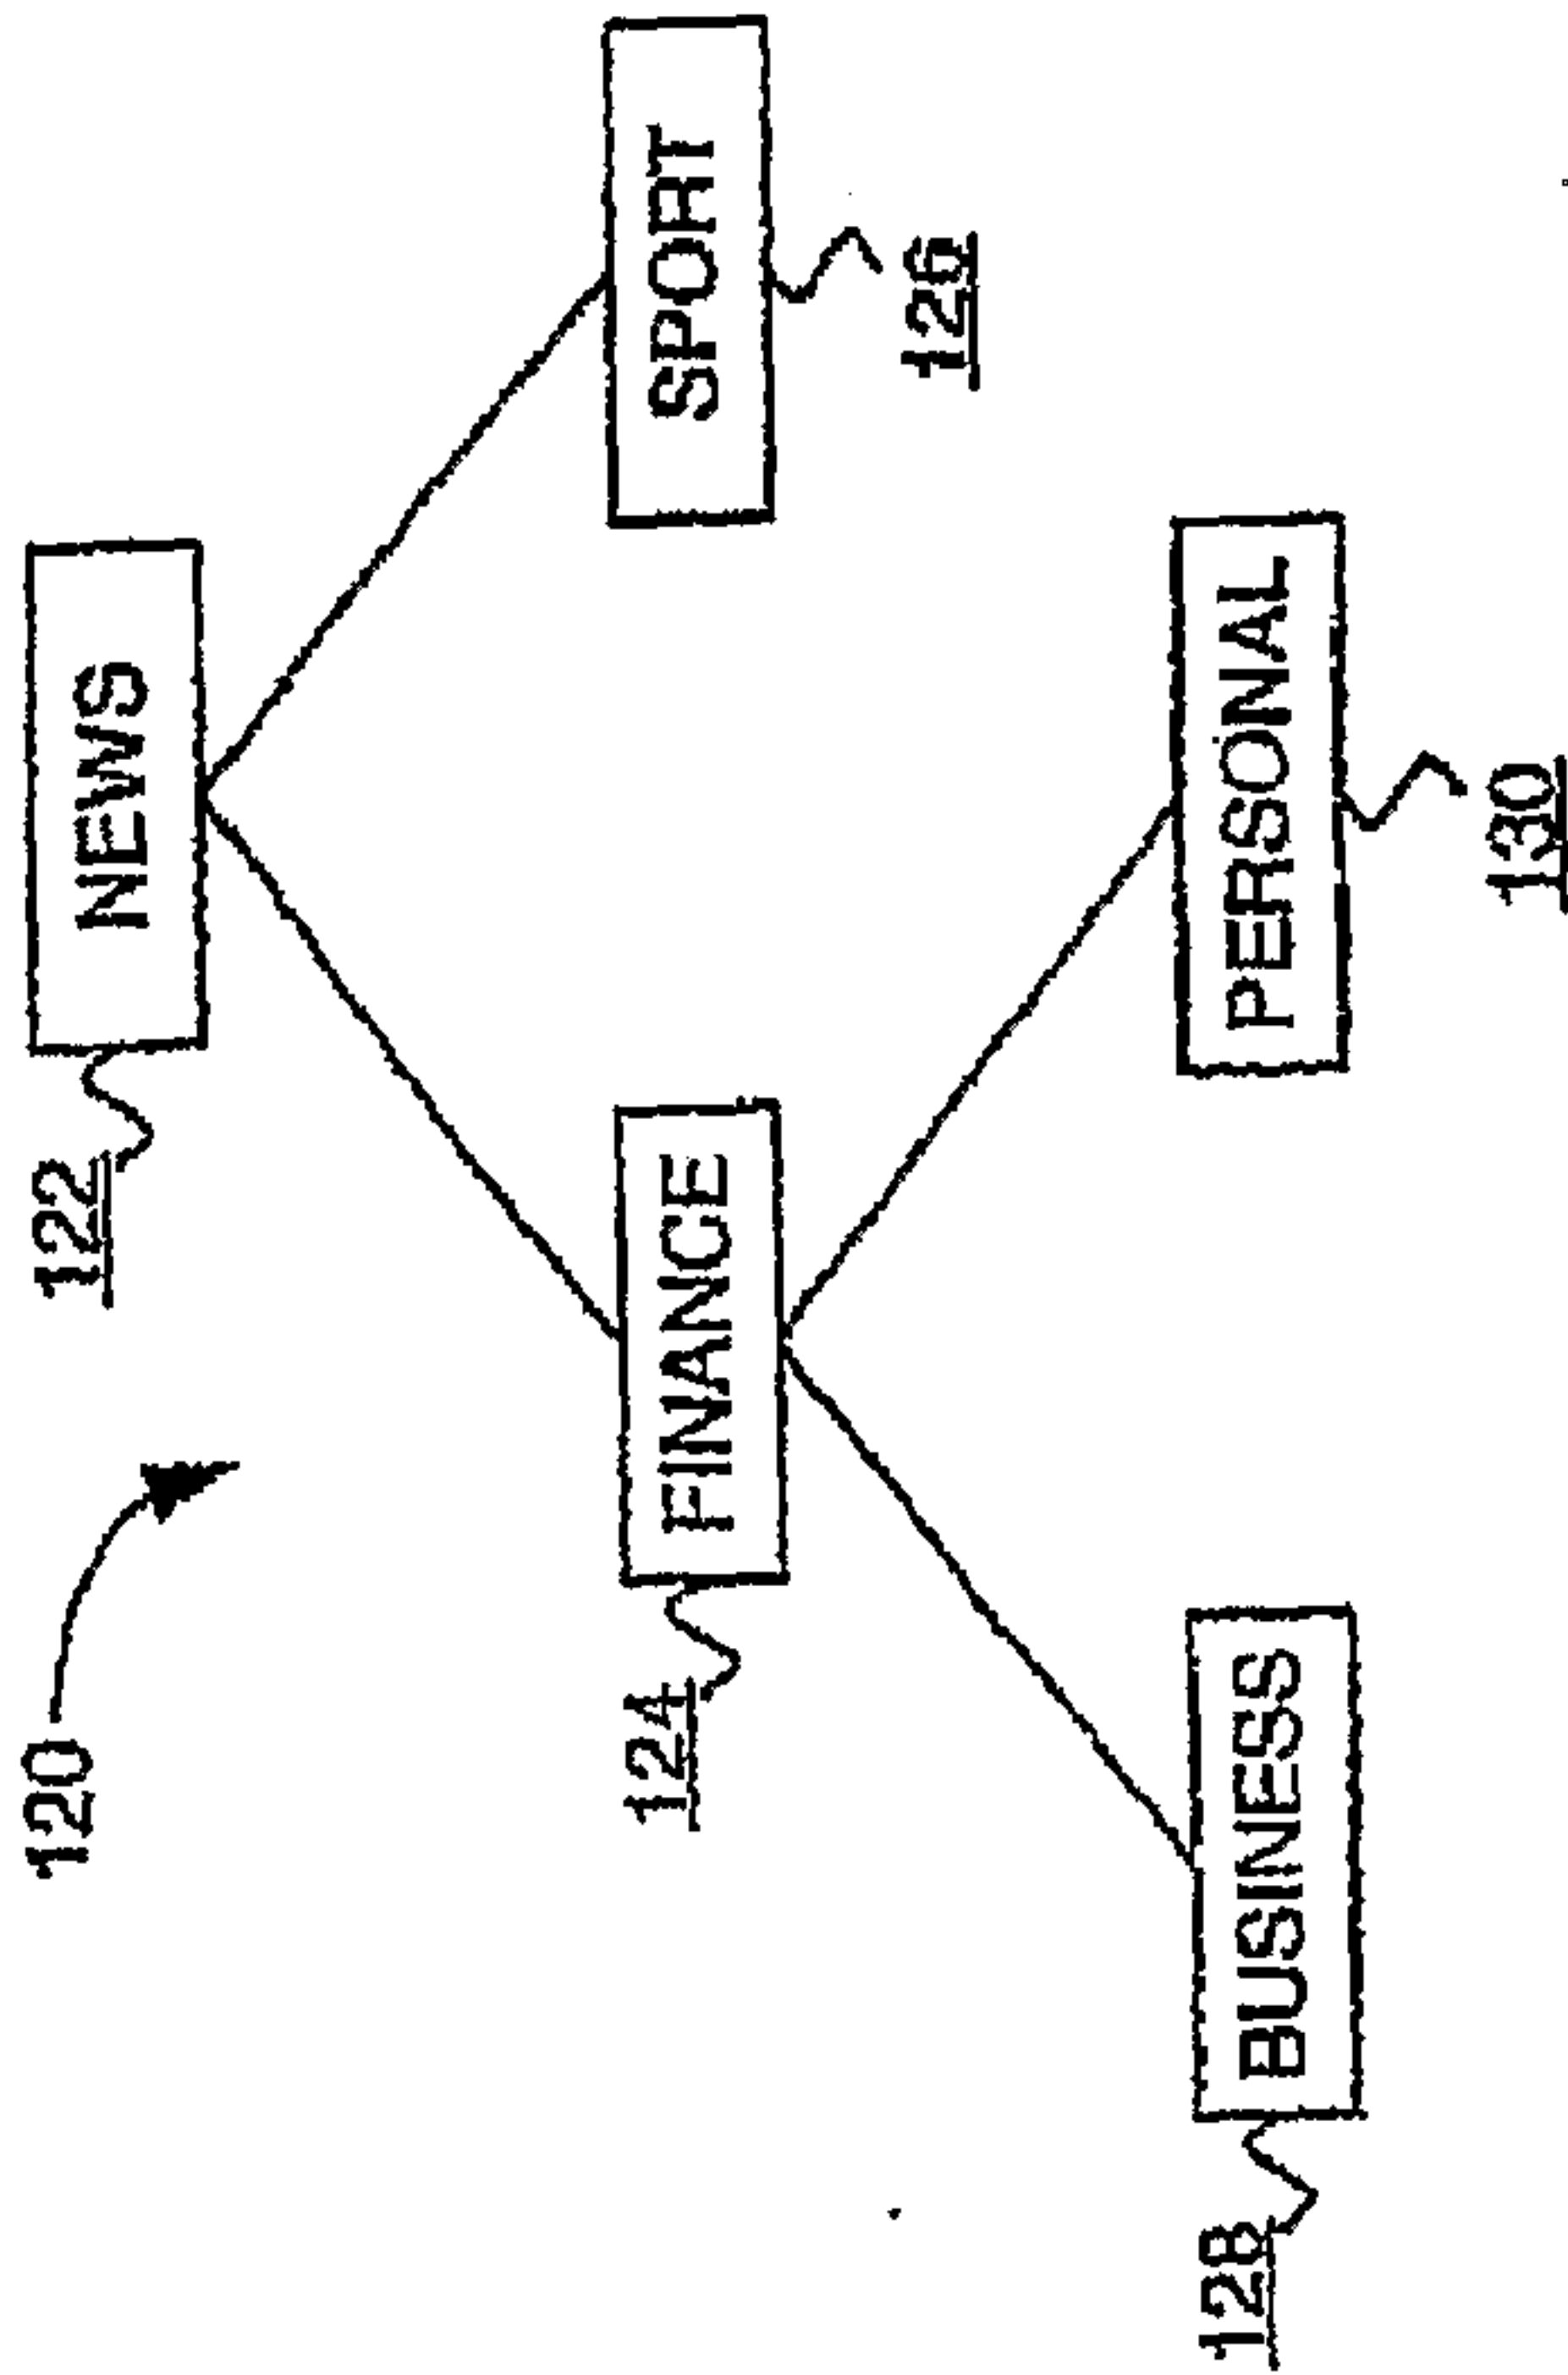 120
122
NEWS
124
FINANCE
SPORT
126
128
BUSINESS
PERSONAL
130